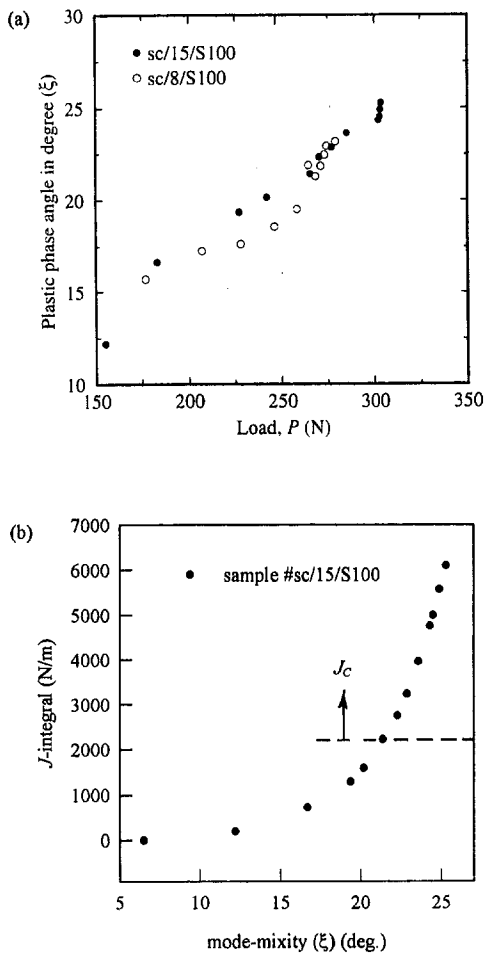 (a)
30
25
20
15
10
Plastic phase angle in degree (ξ)
sc/15/S100
sc/8/S100
150
200
250
300
350
Load, P (N)
(b)
7000
6000
5000
4000
3000
2000
1000
0
J-integral (N/m)
sample #sc/15/S100
J_C
5
10
15
20
25
mode-mixity (ξ) (deg.)